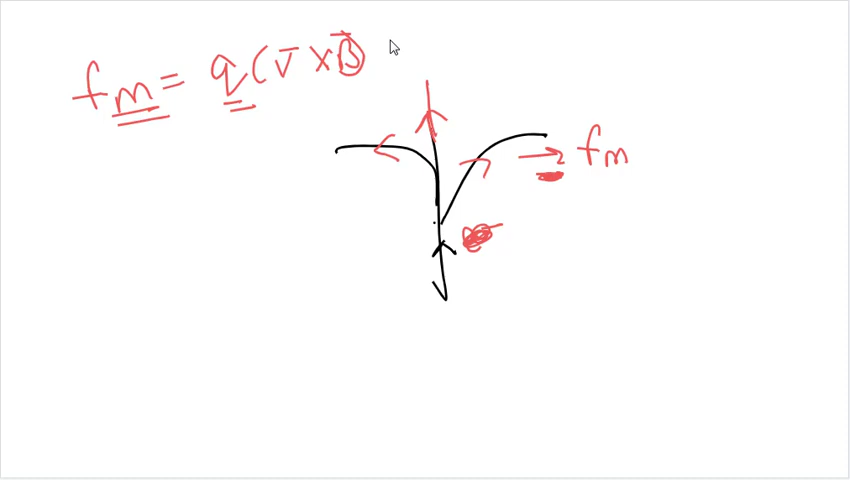 fm = q(V×B⃗)
fm